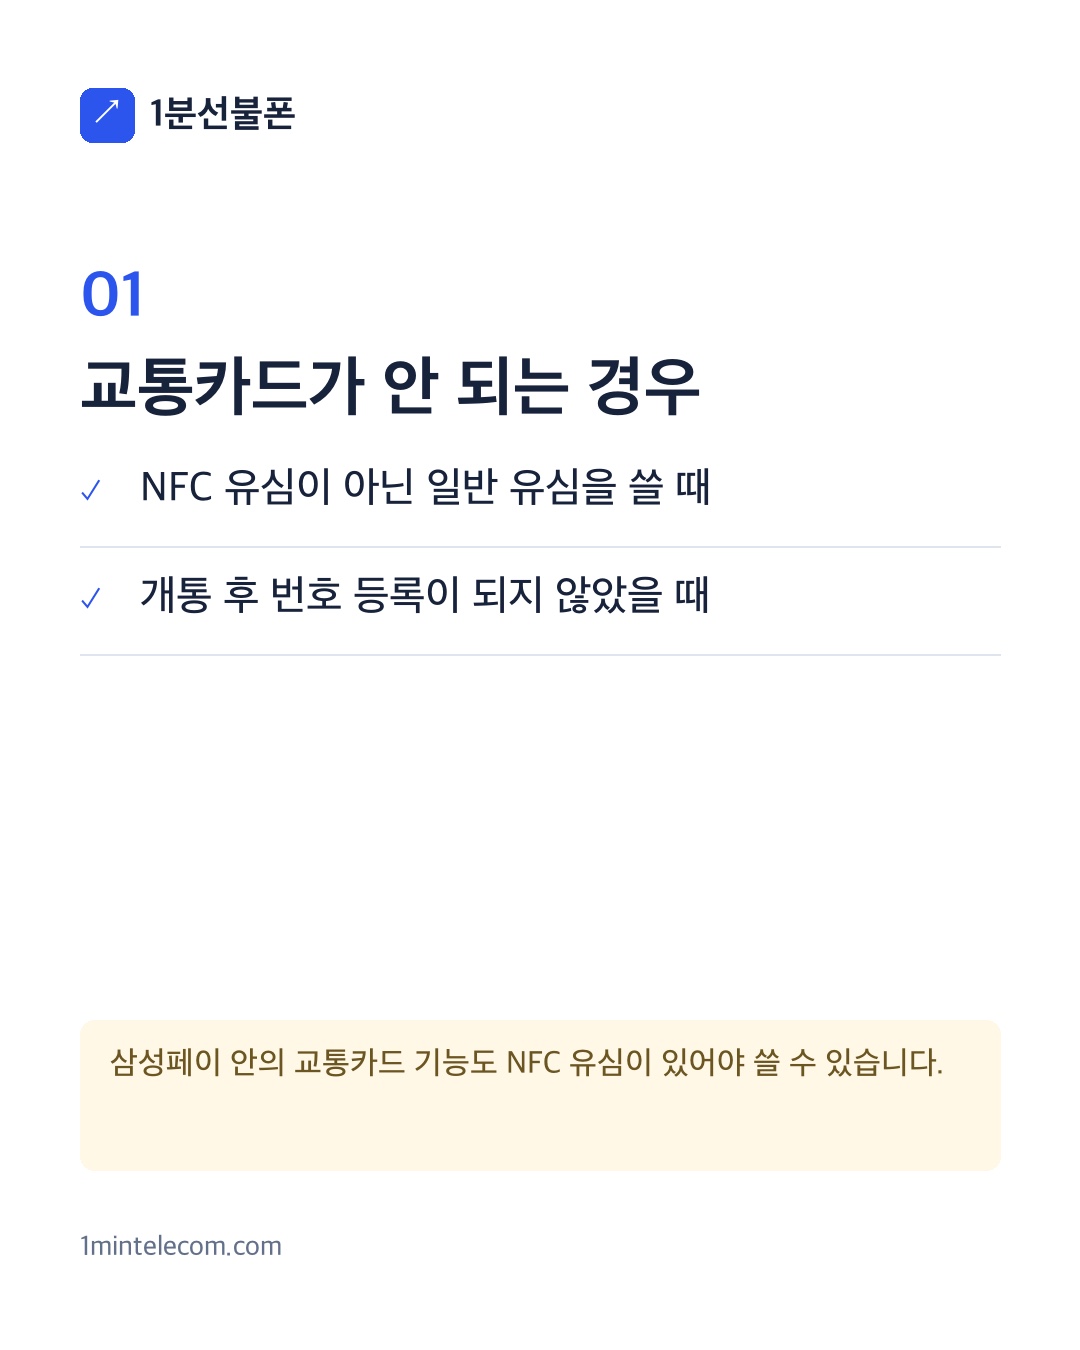 1분선불폰
01
교통카드가 안 되는 경우
✓ NFC 유심이 아닌 일반 유심을 쓸 때
✓ 개통 후 번호 등록이 되지 않았을 때
삼성페이 안의 교통카드 기능도 NFC 유심이 있어야 쓸 수 있습니다.
1mintelecom.com